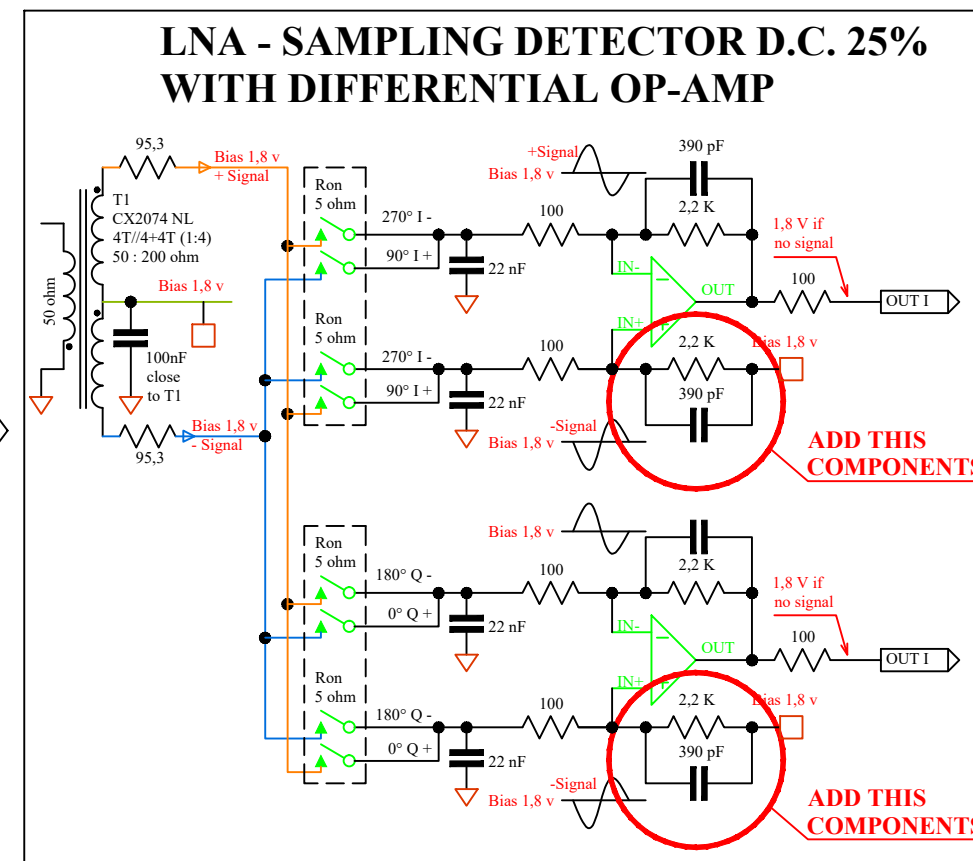 LNA - SAMPLING DETECTOR D.C. 25%
WITH DIFFERENTIAL OP-AMP
95,3
Bias 1,8 v
+ Signal
T1
CX2074 NL
4T//4+4T (1:4)
50 : 200 ohm
50 ohm
Bias 1,8 v
100nF
close
to T1
Bias 1,8 v
- Signal
95,3
Ron
5 ohm
270° I -
90° I +
22 nF
+Signal
Bias 1,8 v
100
390 pF
2,2 K
IN-
IN+
OUT
1,8 V if
no signal
100
OUT I
Ron
5 ohm
270° I -
90° I +
22 nF
100
2,2 K
390 pF
Bias 1,8 v
-Signal
Bias 1,8 v
ADD THIS
COMPONENTS
Ron
5 ohm
180° Q -
0° Q +
22 nF
Bias 1,8 v
100
2,2 K
IN-
IN+
OUT
1,8 V if
no signal
100
OUT I
Ron
5 ohm
180° Q -
0° Q +
22 nF
100
2,2 K
390 pF
Bias 1,8 v
-Signal
Bias 1,8 v
ADD THIS
COMPONENTS